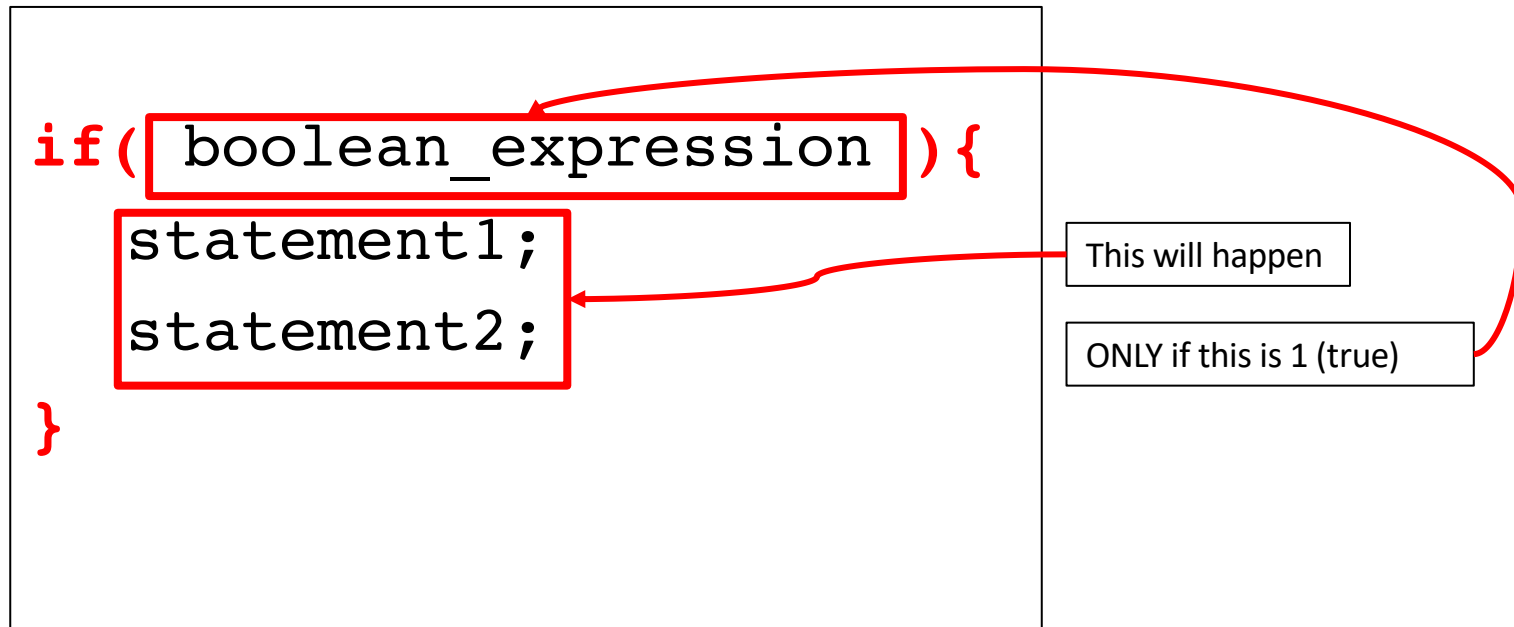 if( boolean_expression ){
statement1;
statement2;
}
This will happen
ONLY if this is 1 (true)